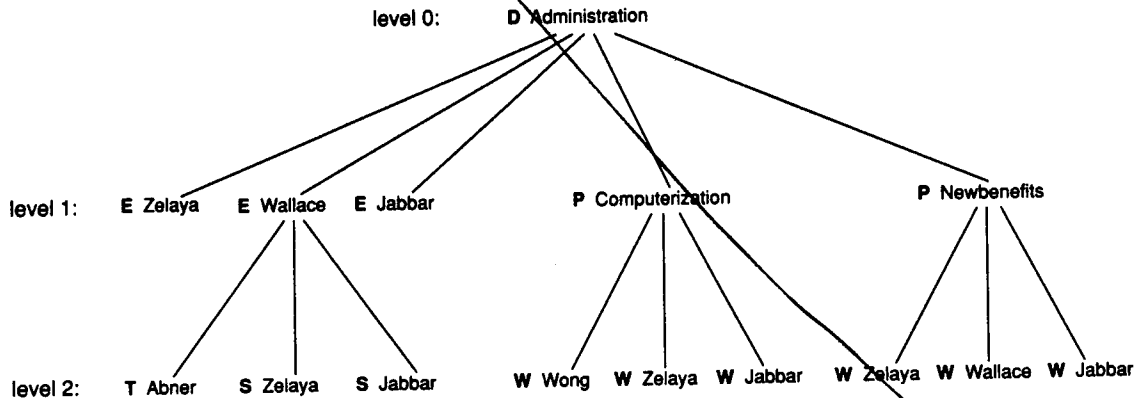 level 0: D Administration
level 1: E Zelaya E Wallace E Jabbar P Computerization P Newbenefits
level 2: T Abner S Zelaya S Jabbar W Wong W Zelaya W Jabbar W Zelaya W Wallace W Jabbar